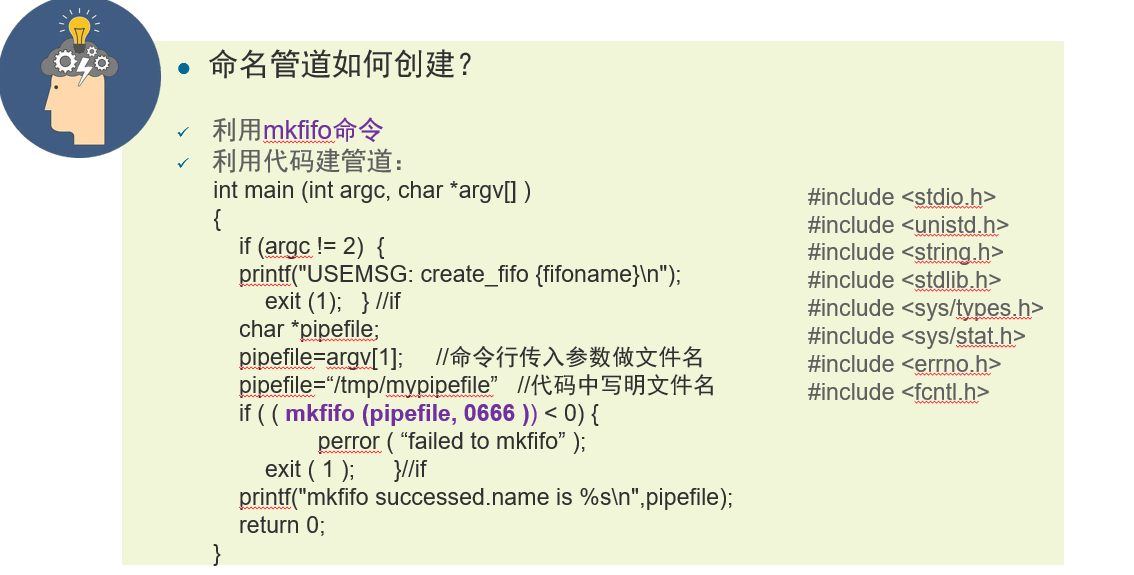 命名管道如何创建？
利用mkfifo命令
利用代码建管道：
int main (int argc, char *argv[] )
{
if (argc != 2) {
printf("USEMSG: create_fifo {fifoname}\n");
exit (1); } //if
char *pipefile;
pipefile=argv[1]; //命令行传入参数做文件名
pipefile=“/tmp/mypipefile” //代码中写明文件名
if ( ( mkfifo (pipefile, 0666 )) < 0) {
perror ( “failed to mkfifo” );
exit ( 1 ); }//if
printf("mkfifo successed.name is %s\n",pipefile);
return 0;
}
#include <stdio.h>
#include <unistd.h>
#include <string.h>
#include <stdlib.h>
#include <sys/types.h>
#include <sys/stat.h>
#include <errno.h>
#include <fcntl.h>